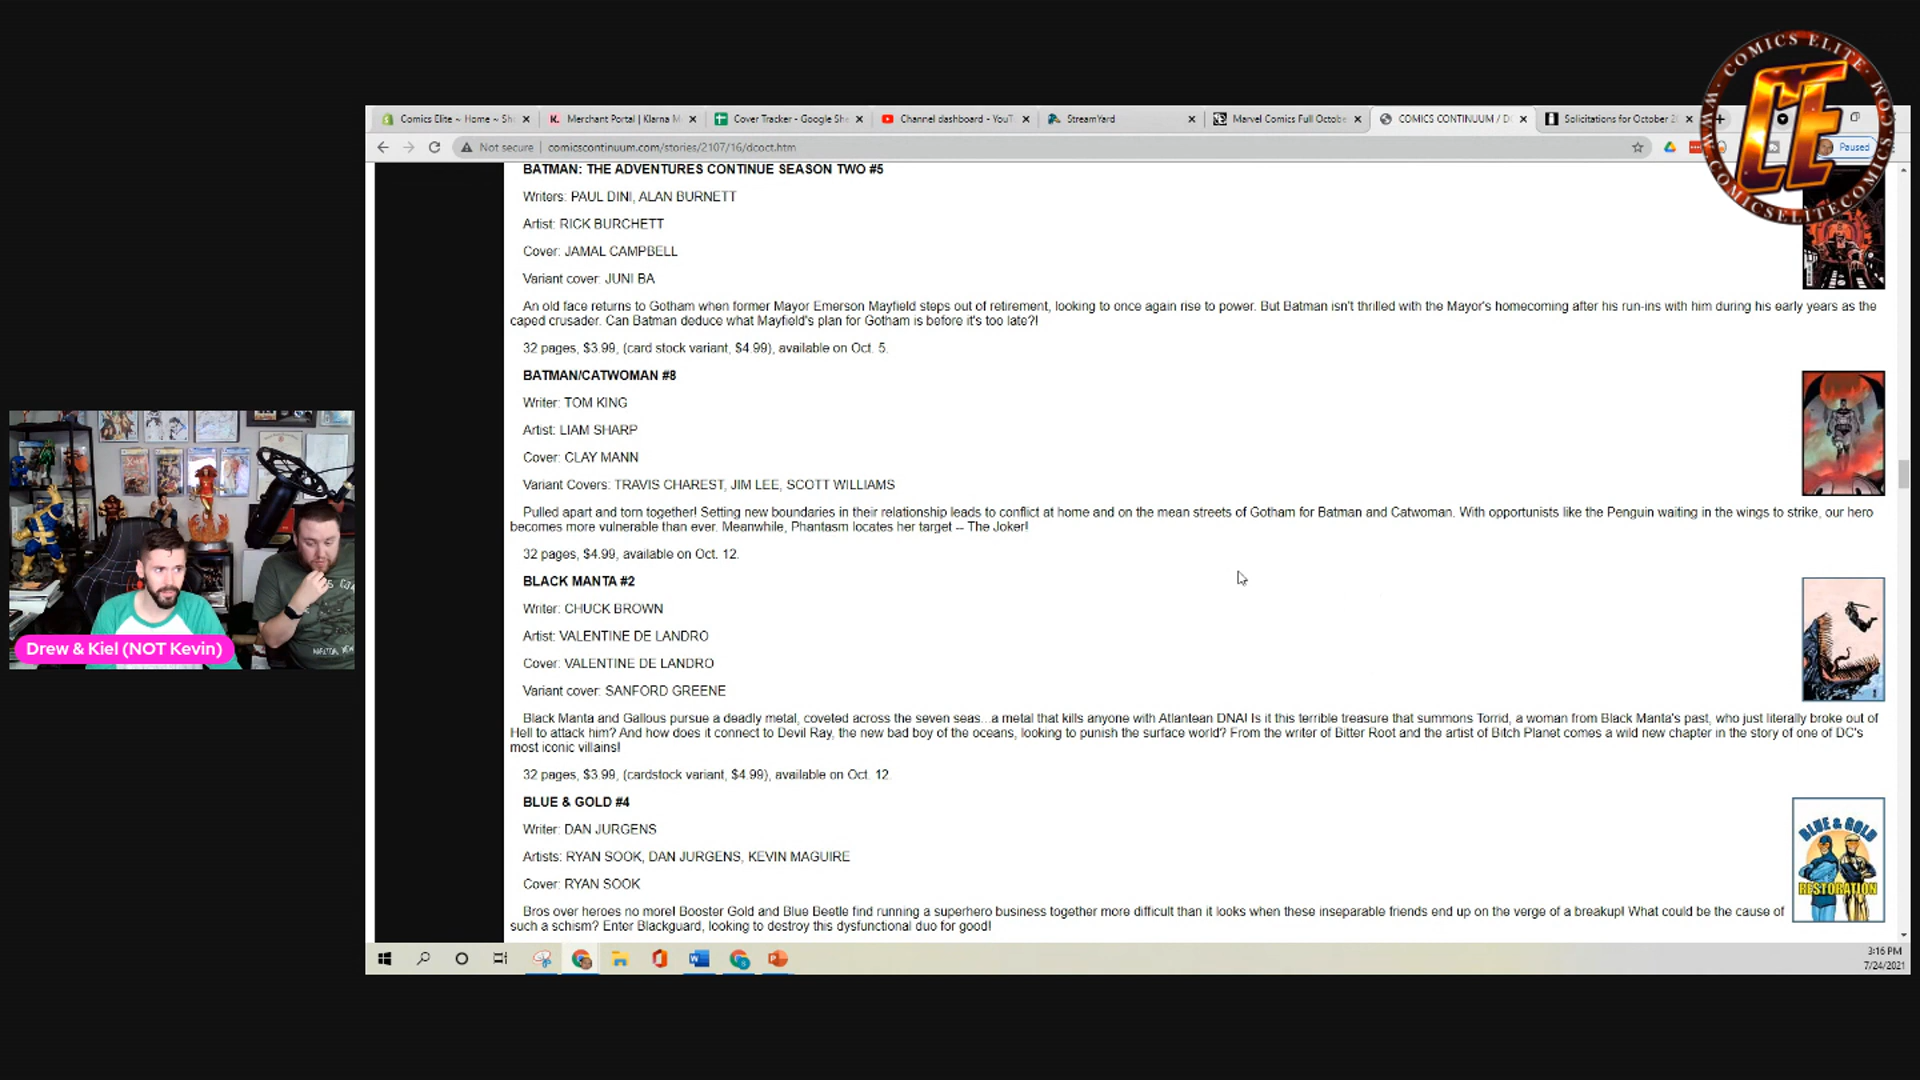 COMICS ELITE
WWW.COMICSELITECOMICS.COM
CE
Comics Elite ~ Home ~ Sh
Merchant Portal | Klarna M
Cover Tracker - Google She
Channel dashboard - YouT
StreamYard
Marvel Comics Full Octobe
COMICS CONTINUUM / D
Solicitations for October 2
Not secure | comicscontinuum.com/stories/2107/16/dcoct.htm
Paused
BATMAN: THE ADVENTURES CONTINUE SEASON TWO #5
Writers: PAUL DINI, ALAN BURNETT
Artist: RICK BURCHETT
Cover: JAMAL CAMPBELL
Variant cover: JUNI BA
An old face returns to Gotham when former Mayor Emerson Mayfield steps out of retirement, looking to once again rise to power. But Batman isn't thrilled with the Mayor's homecoming after his run-ins with him during his early years as the
caped crusader. Can Batman deduce what Mayfield's plan for Gotham is before it's too late?!
32 pages, $3.99, (card stock variant, $4.99), available on Oct. 5.
BATMAN/CATWOMAN #8
Writer: TOM KING
Artist: LIAM SHARP
Cover: CLAY MANN
Variant Covers: TRAVIS CHAREST, JIM LEE, SCOTT WILLIAMS
Pulled apart and torn together! Setting new boundaries in their relationship leads to conflict at home and on the mean streets of Gotham for Batman and Catwoman. With opportunists like the Penguin waiting in the wings to strike, our hero
becomes more vulnerable than ever. Meanwhile, Phantasm locates her target -- The Joker!
32 pages, $4.99, available on Oct. 12.
BLACK MANTA #2
Writer: CHUCK BROWN
Artist: VALENTINE DE LANDRO
Cover: VALENTINE DE LANDRO
Variant cover: SANFORD GREENE
Black Manta and Gallous pursue a deadly metal, coveted across the seven seas...a metal that kills anyone with Atlantean DNA! Is it this terrible treasure that summons Torrid, a woman from Black Manta's past, who just literally broke out of
Hell to attack him? And how does it connect to Devil Ray, the new bad boy of the oceans, looking to punish the surface world? From the writer of Bitter Root and the artist of Bitch Planet comes a wild new chapter in the story of one of DC's
most iconic villains!
32 pages, $3.99, (cardstock variant, $4.99), available on Oct. 12.
BLUE & GOLD #4
Writer: DAN JURGENS
Artists: RYAN SOOK, DAN JURGENS, KEVIN MAGUIRE
Cover: RYAN SOOK
Bros over heroes no more! Booster Gold and Blue Beetle find running a superhero business together more difficult than it looks when these inseparable friends end up on the verge of a breakup! What could be the cause of
such a schism? Enter Blackguard, looking to destroy this dysfunctional duo for good!
BLUE & GOLD
RESTORATION
Drew & Kiel (NOT Kevin)
3:16 PM
7/24/2021